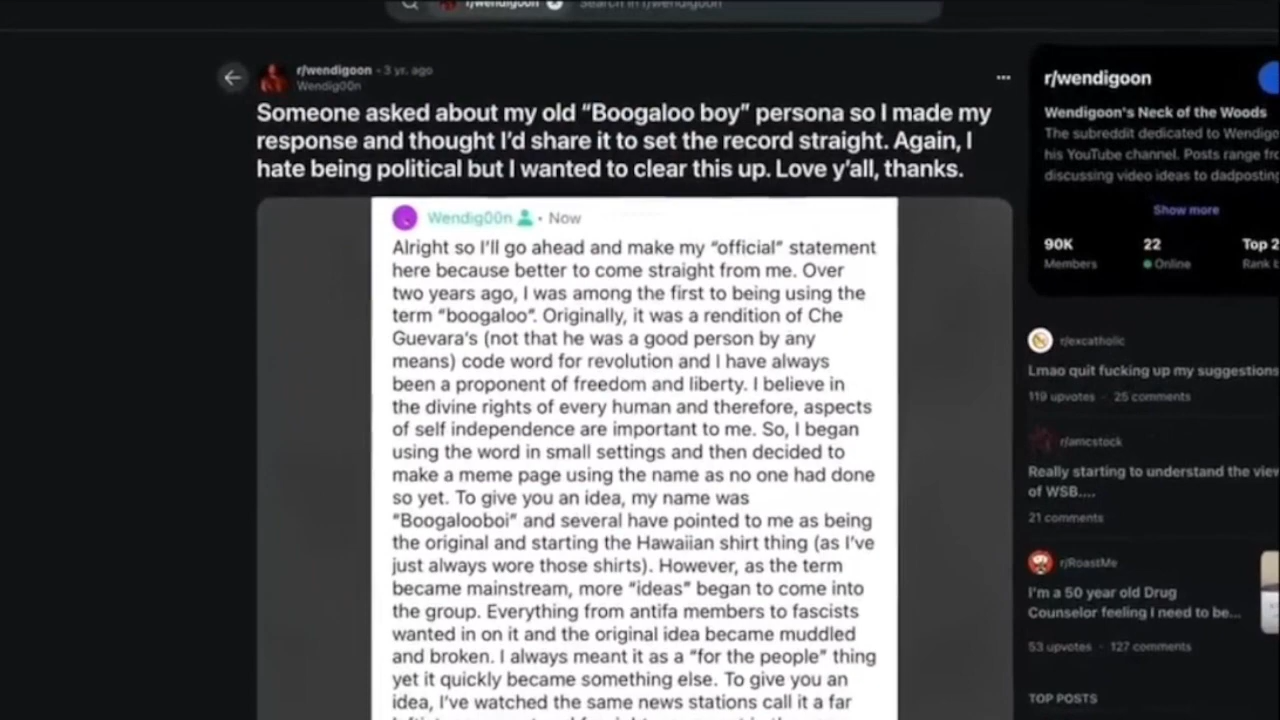 r/wendigoon
Search in r/wendigoon
r/wendigoon · 3 yr. ago
Wendig00n
Someone asked about my old “Boogaloo boy” persona so I made my
response and thought I’d share it to set the record straight. Again, I
hate being political but I wanted to clear this up. Love y’all, thanks.
Wendig00n · Now
Alright so I’ll go ahead and make my “official” statement
here because better to come straight from me. Over
two years ago, I was among the first to being using the
term “boogaloo”. Originally, it was a rendition of Che
Guevara’s (not that he was a good person by any
means) code word for revolution and I have always
been a proponent of freedom and liberty. I believe in
the divine rights of every human and therefore, aspects
of self independence are important to me. So, I began
using the word in small settings and then decided to
make a meme page using the name as no one had done
so yet. To give you an idea, my name was
“Boogalooboi” and several have pointed to me as being
the original and starting the Hawaiian shirt thing (as I’ve
just always wore those shirts). However, as the term
became mainstream, more “ideas” began to come into
the group. Everything from antifa members to fascists
wanted in on it and the original idea became muddled
and broken. I always meant it as a “for the people” thing
yet it quickly became something else. To give you an
idea, I’ve watched the same news stations call it a far
r/wendigoon
Wendigoon's Neck of the Woods
The subreddit dedicated to Wendigo
his YouTube channel. Posts range fr
discussing video ideas to dadposting
Show more
90K
Members
22
Online
Top 2
Rank b
r/excatholic
Lmao quit fucking up my suggestions
119 upvotes · 25 comments
r/amcstock
Really starting to understand the view
of WSB....
21 comments
r/RoastMe
I'm a 50 year old Drug
Counselor feeling I need to be...
53 upvotes · 127 comments
TOP POSTS